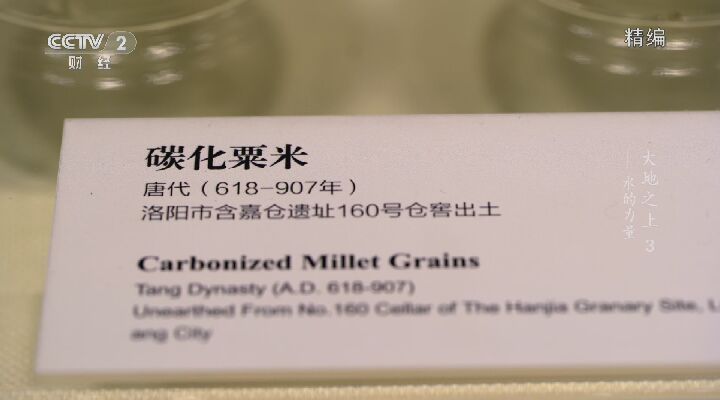 CCTV 2
财经
精编
大地之上 3
——水的力量
碳化粟米
唐代（618-907年）
洛阳市含嘉仓遗址160号仓窖出土
Carbonized Millet Grains
Tang Dynasty (A.D. 618-907)
Unearthed From No.160 Cellar of The Hanjia Granary Site, L
ang City